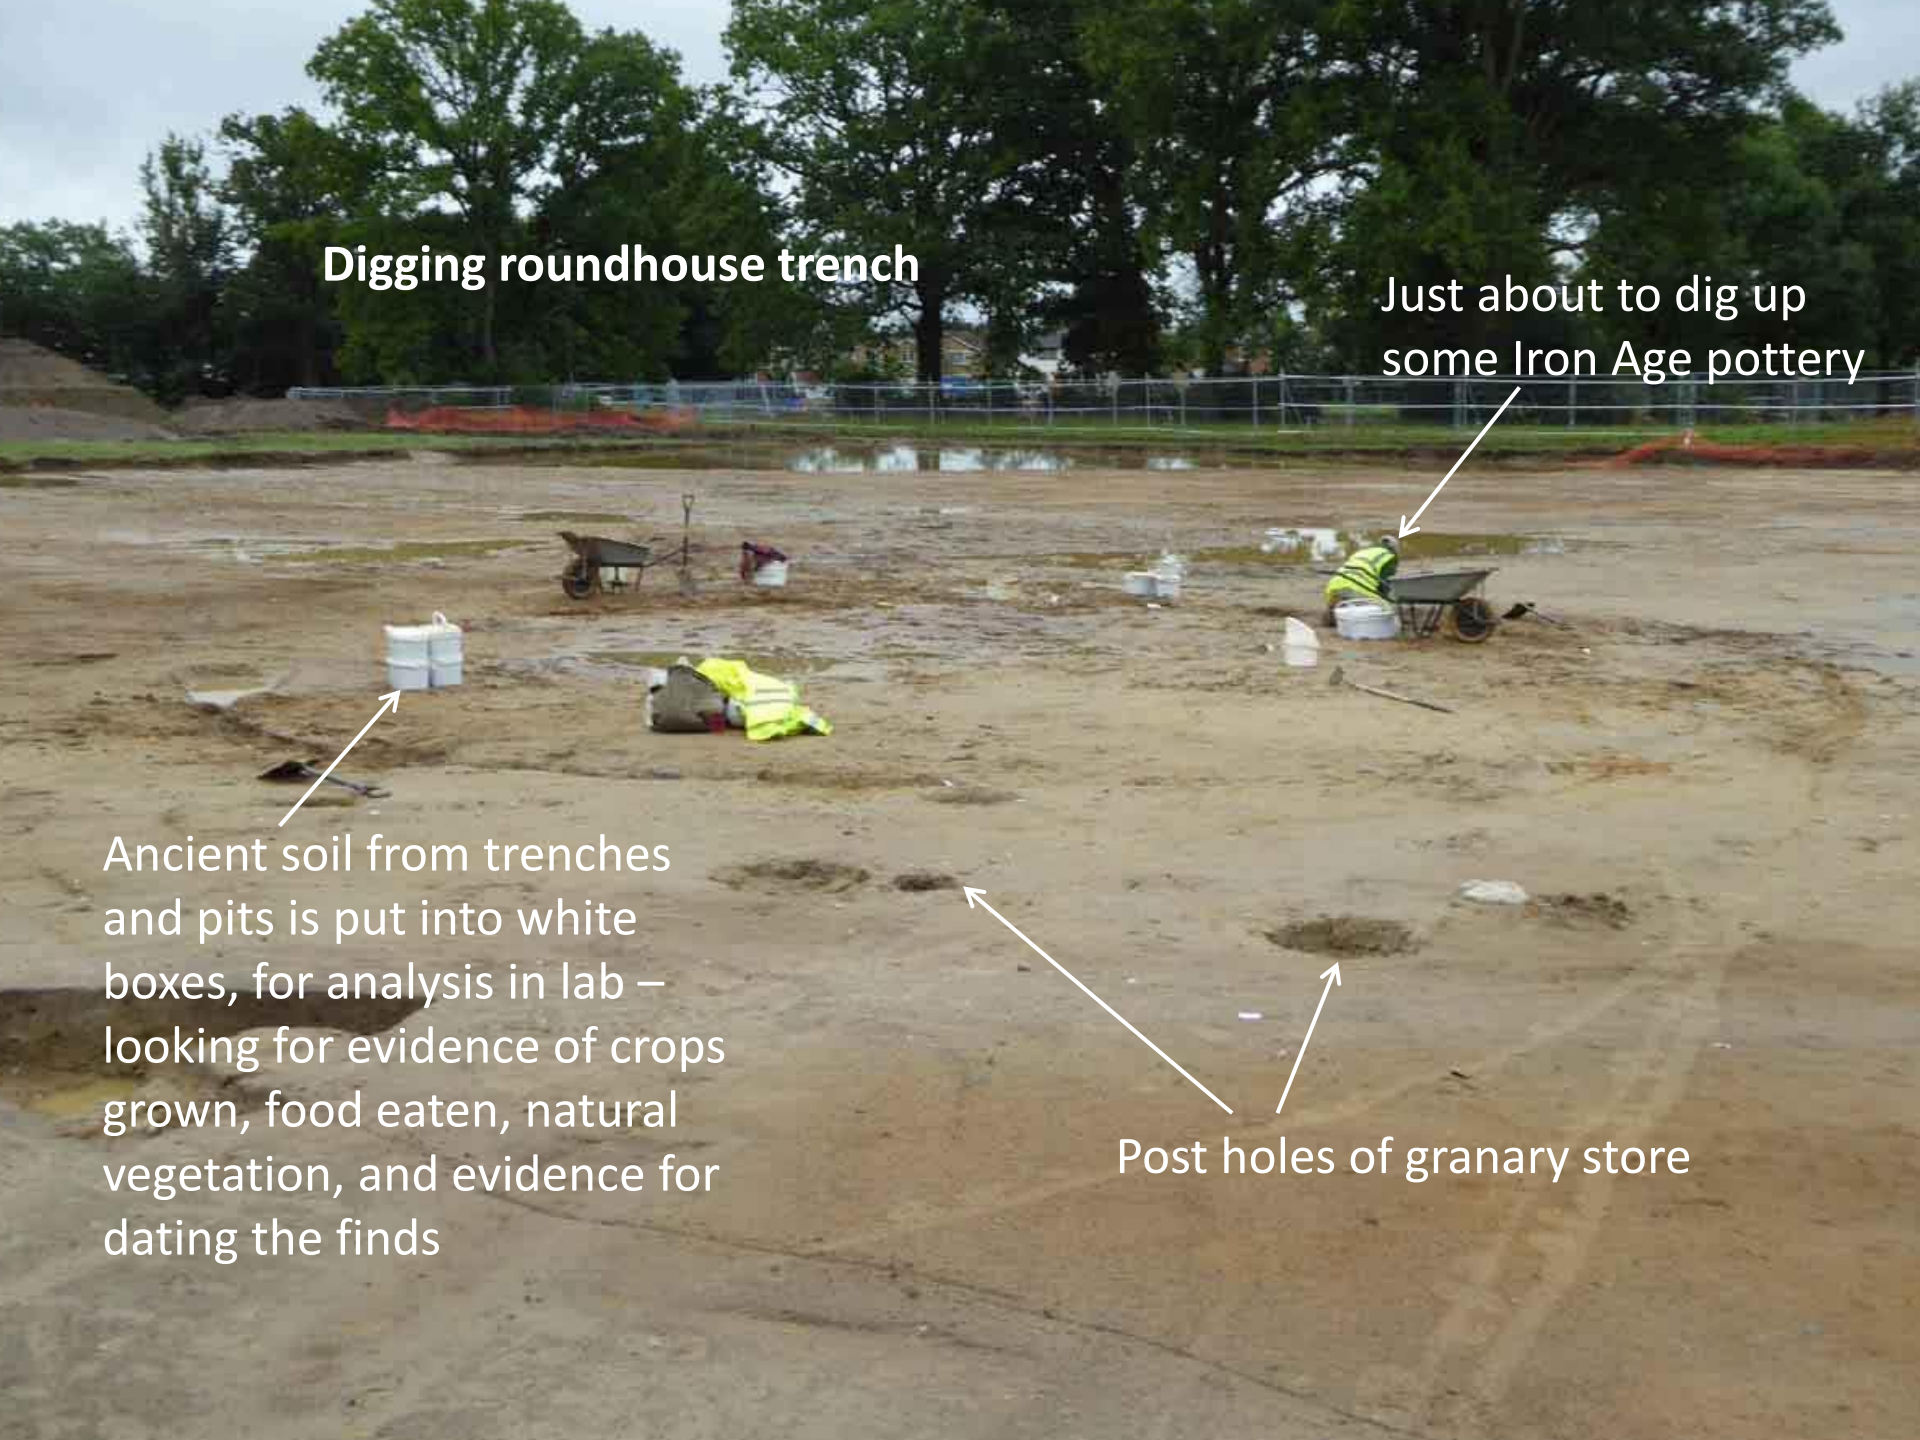 Digging roundhouse trench
Just about to dig up
some Iron Age pottery
Ancient soil from trenches
and pits is put into white
boxes, for analysis in lab –
looking for evidence of crops
grown, food eaten, natural
vegetation, and evidence for
dating the finds
Post holes of granary store